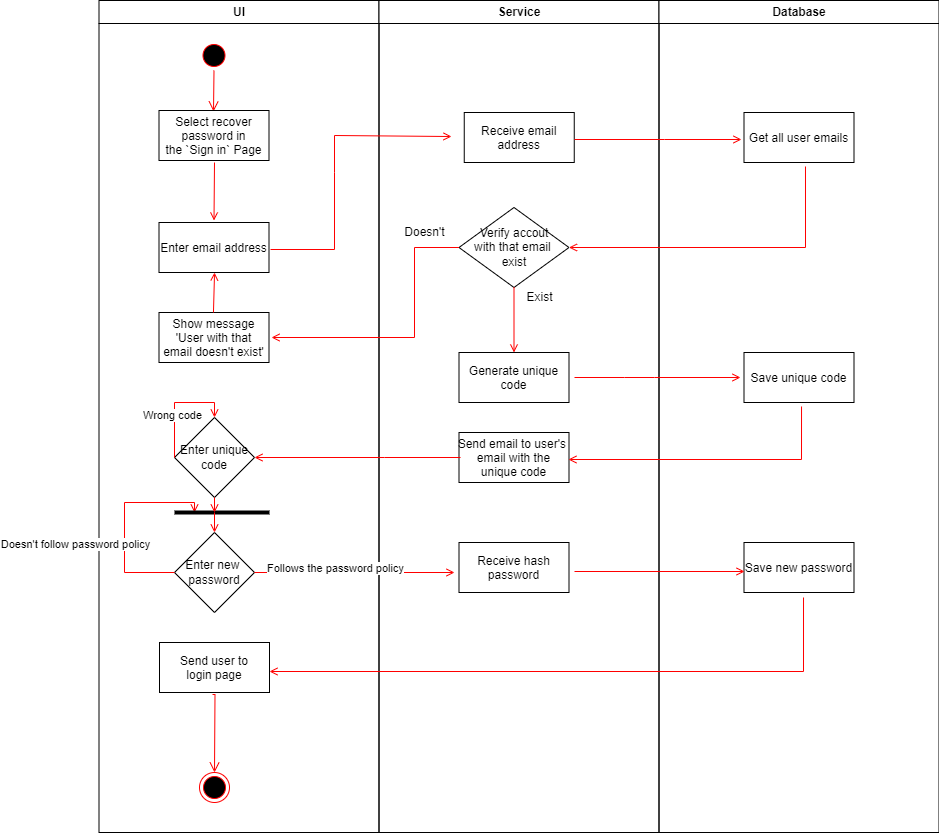 UI
Service
Database
Select recover
password in
the `Sign in` Page
Receive email
address
Get all user emails
Enter email address
Doesn't
Verify accout
with that email
exist
Exist
Show message
'User with that
email doesn't exist'
Generate unique
code
Save unique code
Wrong code
Enter unique
code
Send email to user's
email with the
unique code
Doesn't follow password policy
Enter new
password
Follows the password policy
Receive hash
password
Save new password
Send user to
login page